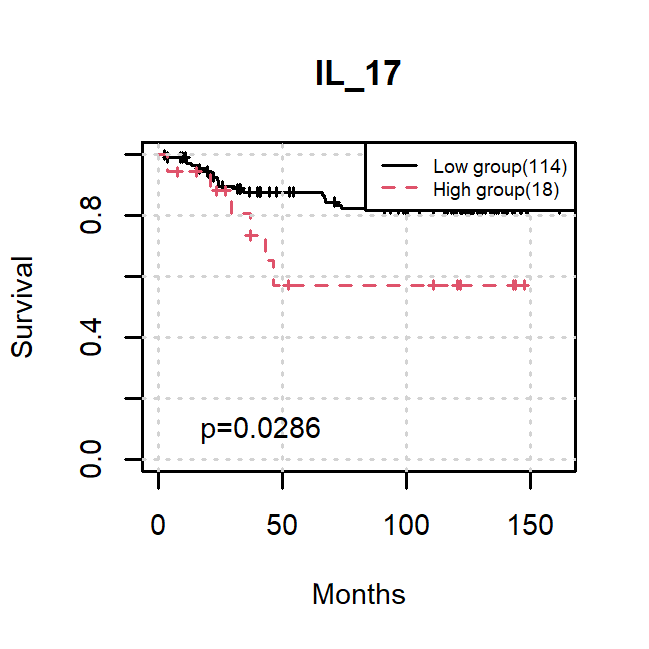 IL_17
Low group(114)
High group(18)
0.8
0.4
0.0
Survival
p=0.0286
0 50 100 150
Months